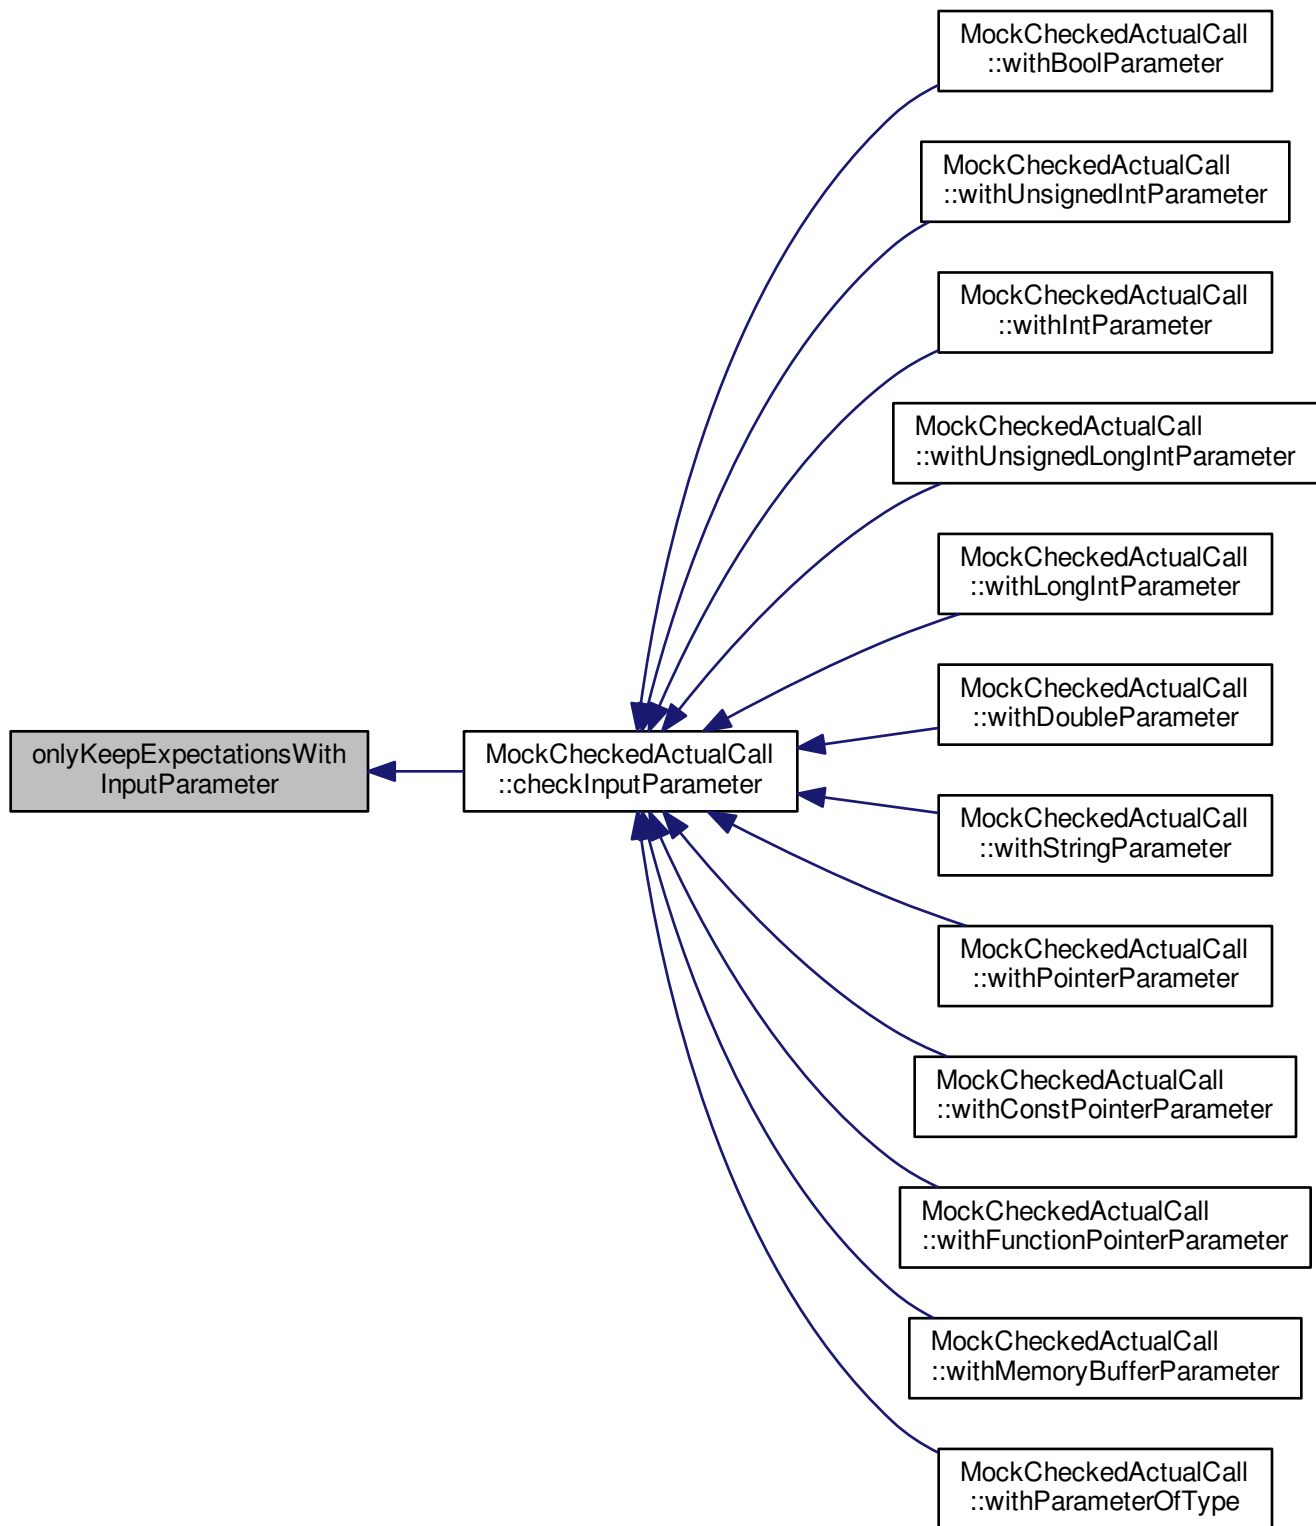 MockCheckedActualCall
::withBoolParameter
MockCheckedActualCall
::withUnsignedIntParameter
MockCheckedActualCall
::withIntParameter
MockCheckedActualCall
::withUnsignedLongIntParameter
MockCheckedActualCall
::withLongIntParameter
MockCheckedActualCall
::withDoubleParameter
onlyKeepExpectationsWith
InputParameter
MockCheckedActualCall
::checkInputParameter
MockCheckedActualCall
::withStringParameter
MockCheckedActualCall
::withPointerParameter
MockCheckedActualCall
::withConstPointerParameter
MockCheckedActualCall
::withFunctionPointerParameter
MockCheckedActualCall
::withMemoryBufferParameter
MockCheckedActualCall
::withParameterOfType